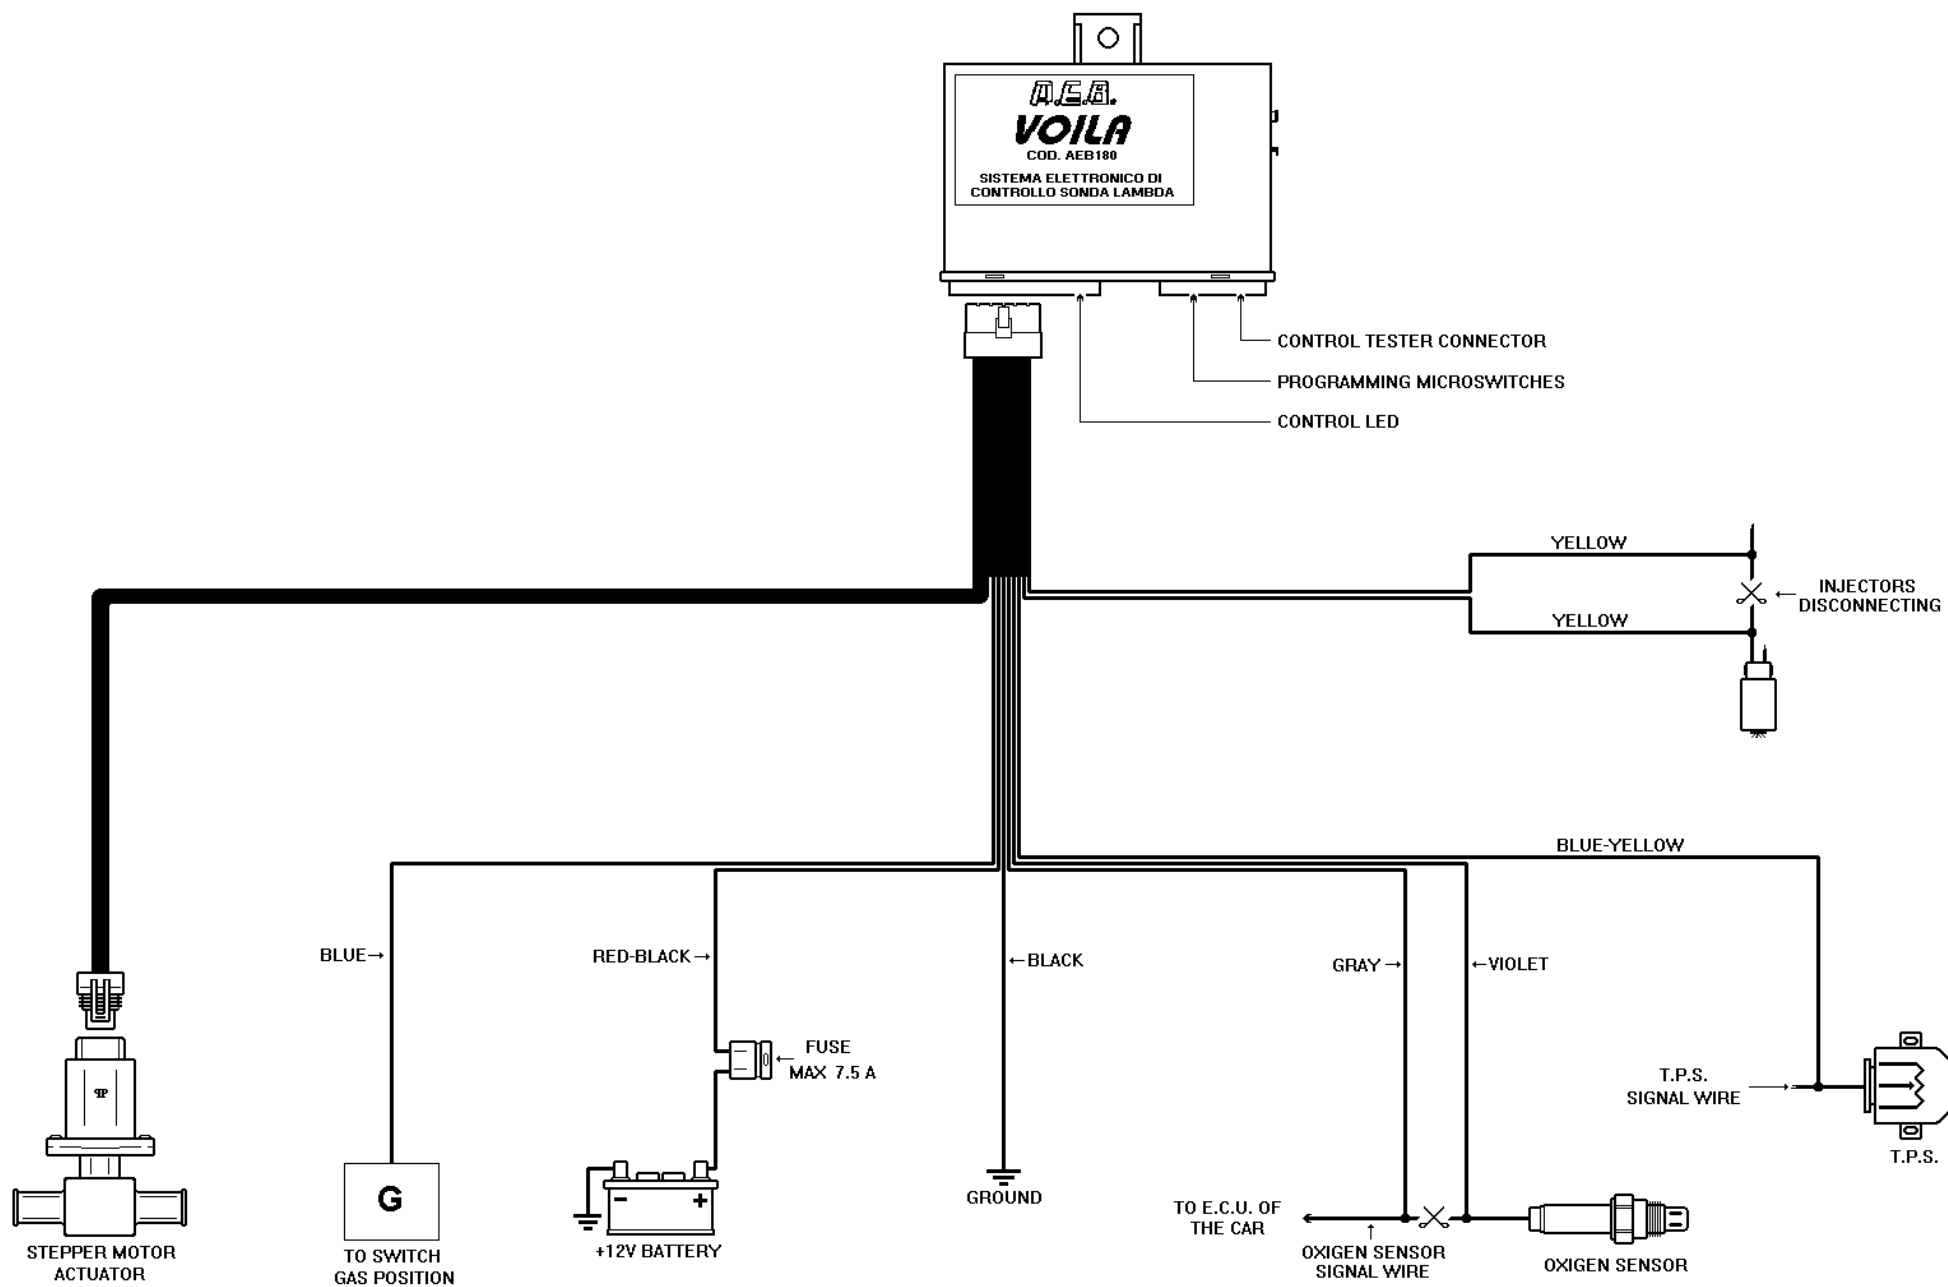 A.E.B.
VOILA
COD. AEB180
SISTEMA ELETTRONICO DI
CONTROLLO SONDA LAMBDA
CONTROL TESTER CONNECTOR
PROGRAMMING MICROSWITCHES
CONTROL LED
YELLOW
INJECTORS
DISCONNECTING
YELLOW
BLUE-YELLOW
BLUE
RED-BLACK
BLACK
GRAY
VIOLET
FUSE
MAX 7.5 A
T.P.S.
SIGNAL WIRE
T.P.S.
G
- +
GROUND
TO E.C.U. OF
THE CAR
STEPPER MOTOR
ACTUATOR
TO SWITCH
GAS POSITION
+12V BATTERY
OXIGEN SENSOR
SIGNAL WIRE
OXIGEN SENSOR